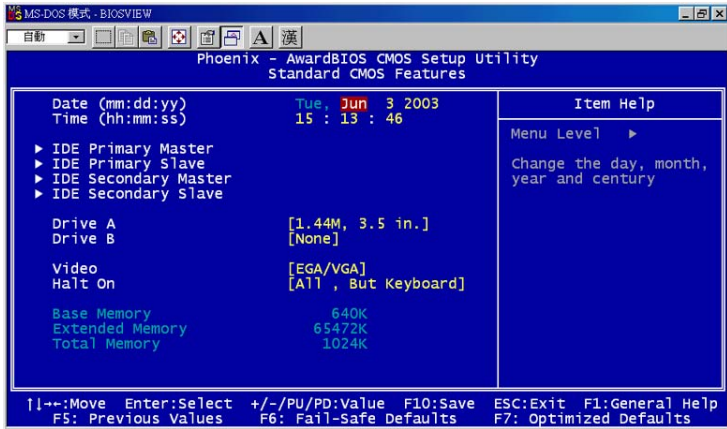 MS-DOS 模式 - BIOSVIEW
自動
A
漢
Phoenix - AwardBIOS CMOS Setup Utility
Standard CMOS Features
Date (mm:dd:yy) Tue, Jun 3 2003
Time (hh:mm:ss) 15 : 13 : 46
IDE Primary Master
IDE Primary Slave
IDE Secondary Master
IDE Secondary Slave
Drive A [1.44M, 3.5 in.]
Drive B [None]
Video [EGA/VGA]
Halt On [All , But Keyboard]
Base Memory 640K
Extended Memory 65472K
Total Memory 1024K
Item Help
Menu Level ▶
Change the day, month,
year and century
↑↓→←:Move Enter:Select +/-/PU/PD:Value F10:Save ESC:Exit F1:General Help
F5: Previous Values F6: Fail-Safe Defaults F7: Optimized Defaults